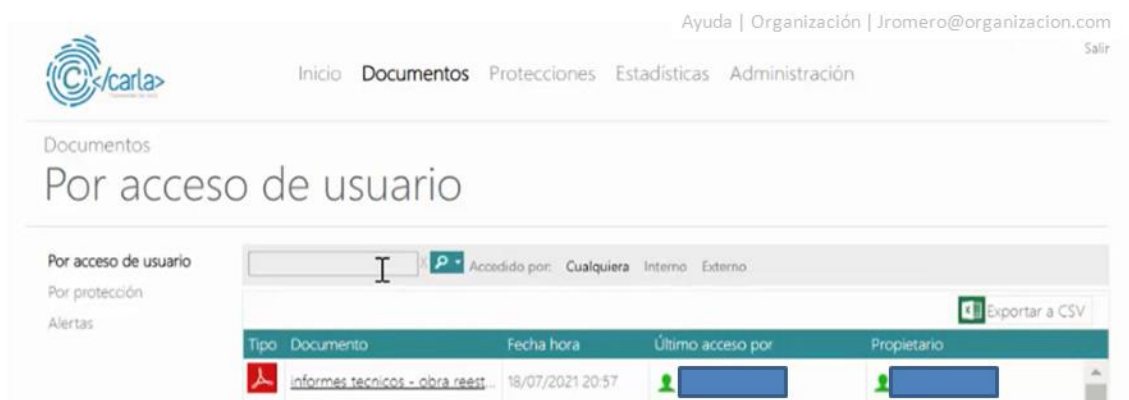 Ayuda | Organización | Jromero@organizacion.com
Salir
C </carla>
Inicio Documentos Protecciones Estadísticas Administración
Documentos
Por acceso de usuario
Por acceso de usuario
Por protección
Alertas
x Accedido por: Cualquiera Interno Externo
Exportar a CSV
Tipo Documento Fecha hora Último acceso por Propietario
informes tecnicos - obra reest... 18/07/2021 20:57